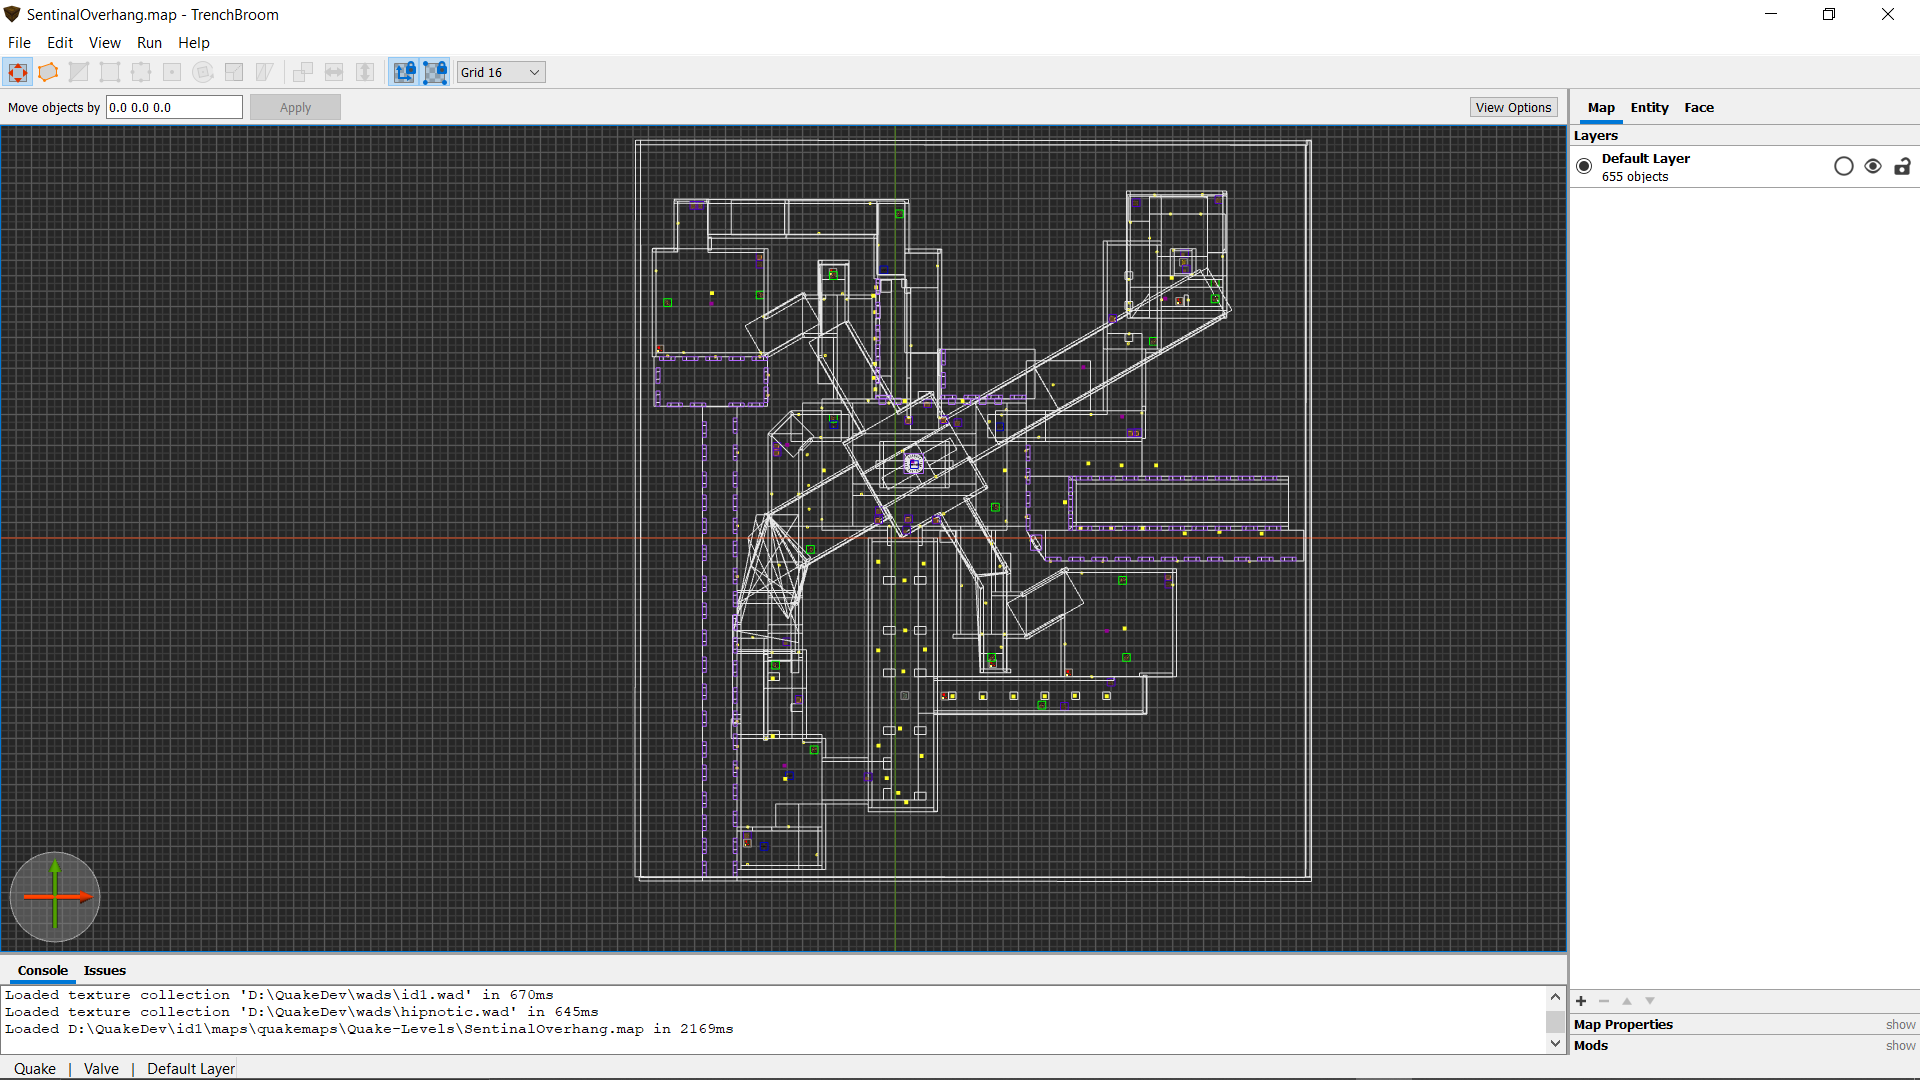 SentinalOverhang.map - TrenchBroom
File Edit View Run Help
Grid 16
Move objects by 0.0 0.0 0.0 Apply View Options
Map Entity Face
Layers
Default Layer
655 objects
Console Issues
Loaded texture collection 'D:\QuakeDev\wads\id1.wad' in 670ms
Loaded texture collection 'D:\QuakeDev\wads\hipnotic.wad' in 645ms
Loaded D:\QuakeDev\id1\maps\quakemaps\Quake-Levels\SentinalOverhang.map in 2169ms
Map Properties show
Mods show
Quake | Valve | Default Layer